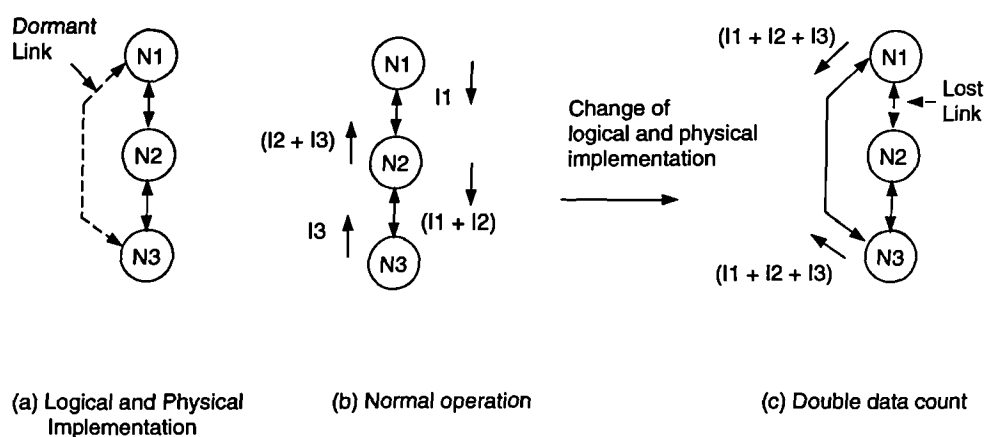 Dormant
Link
N1
N2
N3
(a) Logical and Physical
Implementation
N1
I1
(I2 + I3)
N2
I3
(I1 + I2)
N3
(b) Normal operation
Change of
logical and physical
implementation
(I1 + I2 + I3)
N1
Lost
Link
N2
N3
(I1 + I2 + I3)
(c) Double data count